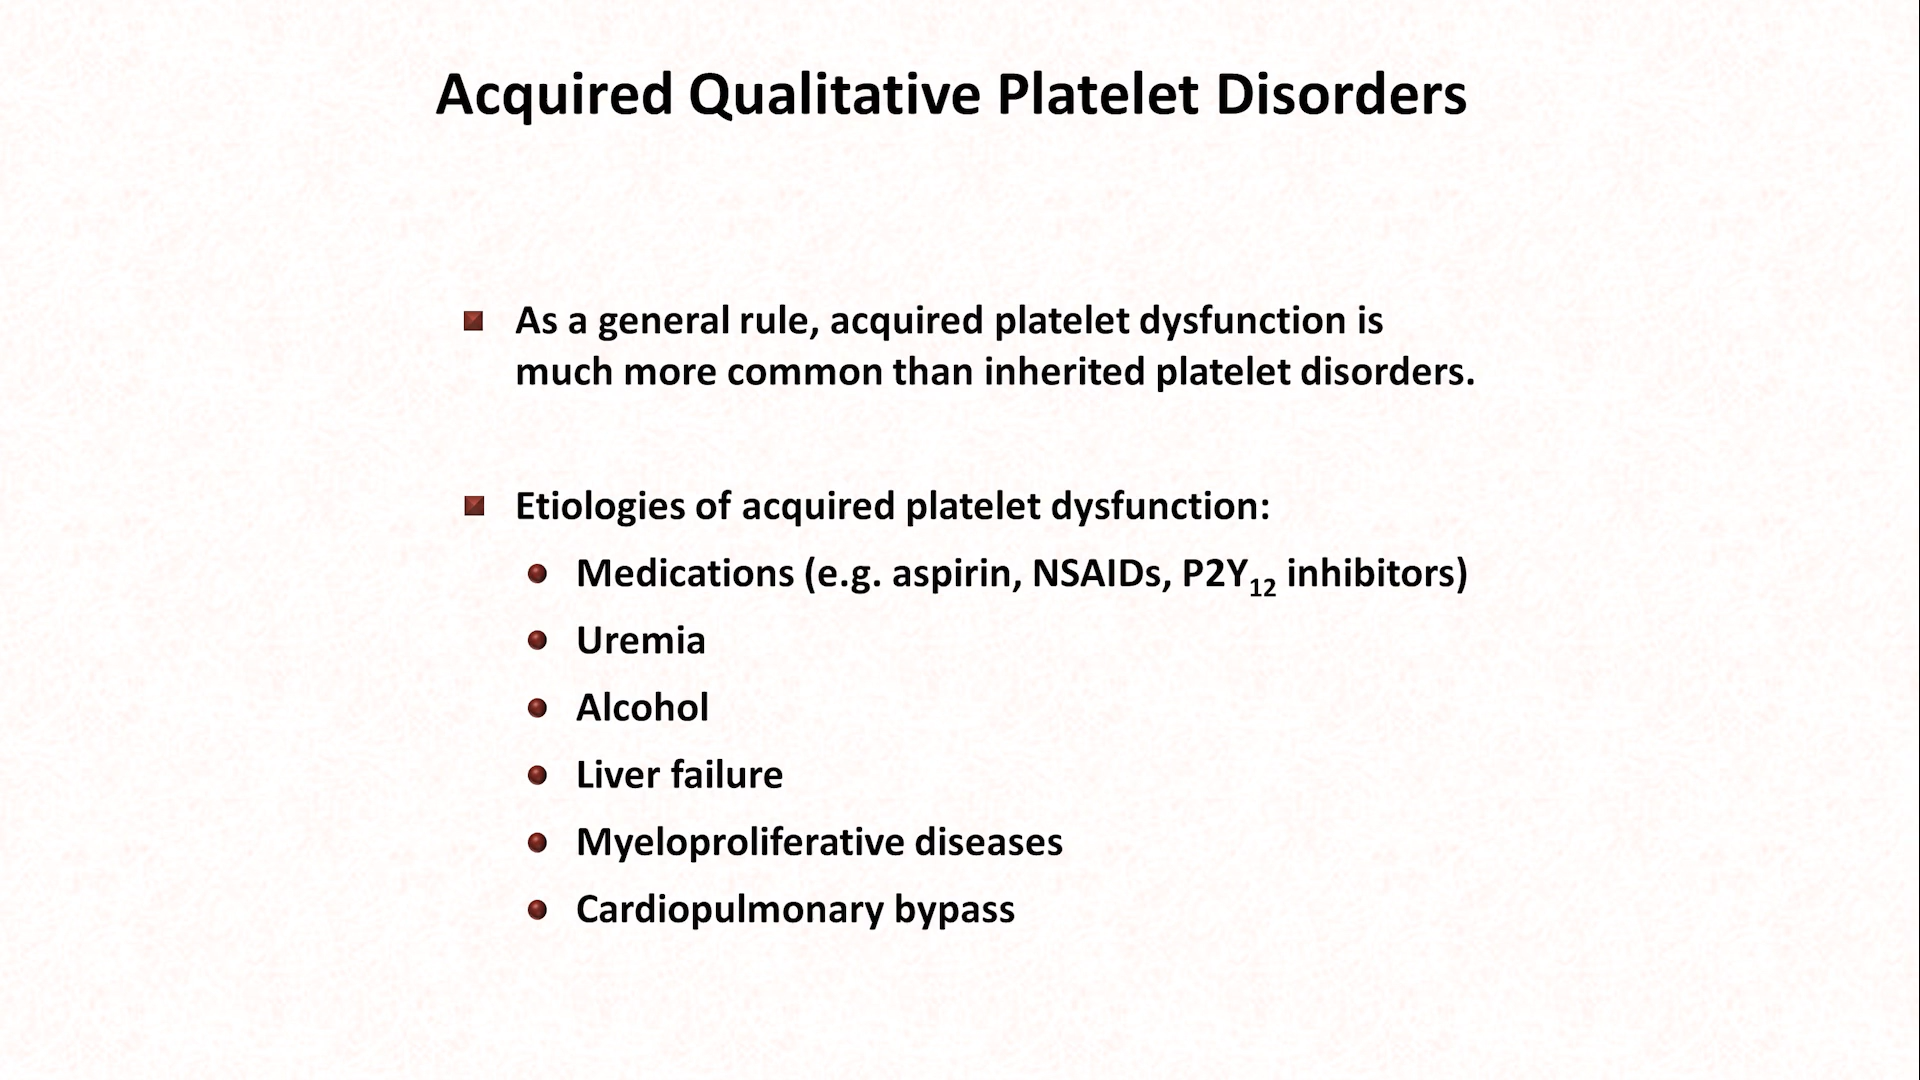 Acquired Qualitative Platelet Disorders
As a general rule, acquired platelet dysfunction is
much more common than inherited platelet disorders.
Etiologies of acquired platelet dysfunction:
Medications (e.g. aspirin, NSAIDs, P2Y₁₂ inhibitors)
Uremia
Alcohol
Liver failure
Myeloproliferative diseases
Cardiopulmonary bypass